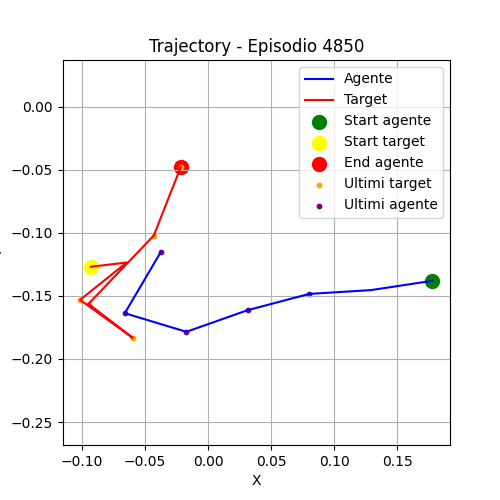 Trajectory - Episodio 4850
Agente
Target
Start agente
Start target
End agente
Ultimi target
Ultimi agente
0.00
−0.05
−0.10
−0.15
−0.20
−0.25
−0.10
−0.05
0.00
0.05
0.10
0.15
X